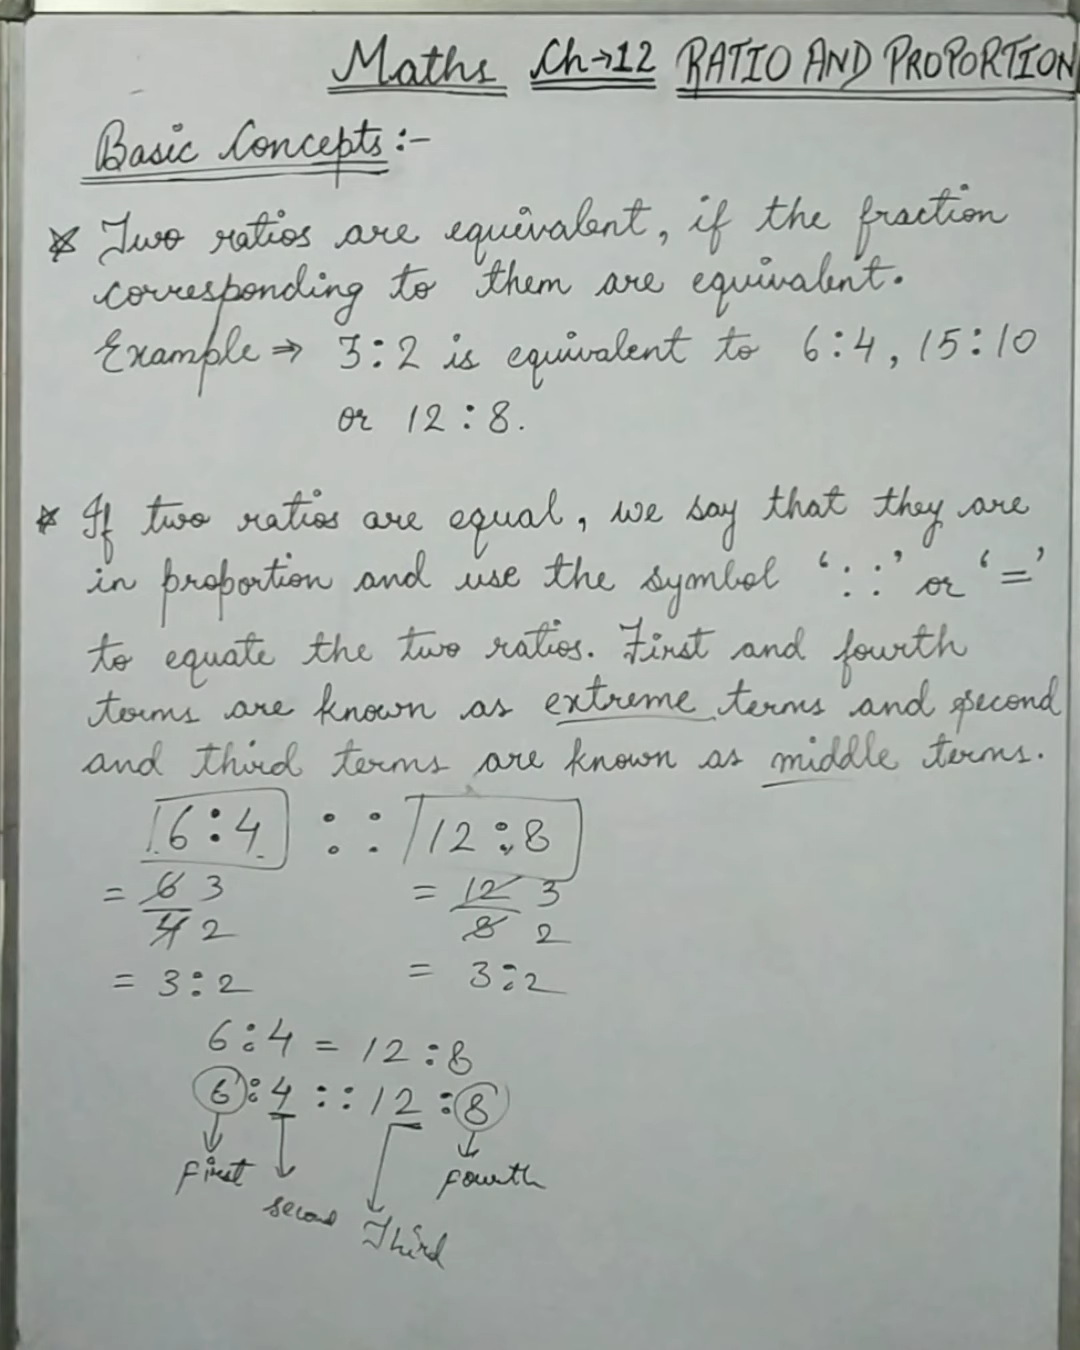 Maths Ch→12 RATIO AND PROPORTION
Basic Concepts :-
* Two ratios are equivalent, if the fraction
corresponding to them are equivalent.
Example ⇒ 3:2 is equivalent to 6:4, 15:10
or 12:8.
* If two ratios are equal, we say that they are
in proportion and use the symbol '::' or '='
to equate the two ratios. First and fourth
terms are known as extreme terms and second
and third terms are known as middle terms.
6:4 :: 12:8
= 6 3 = 12 3
4 2 8 2
= 3:2 = 3:2
6:4 = 12:8
6:4 :: 12:8
First fourth
second Third